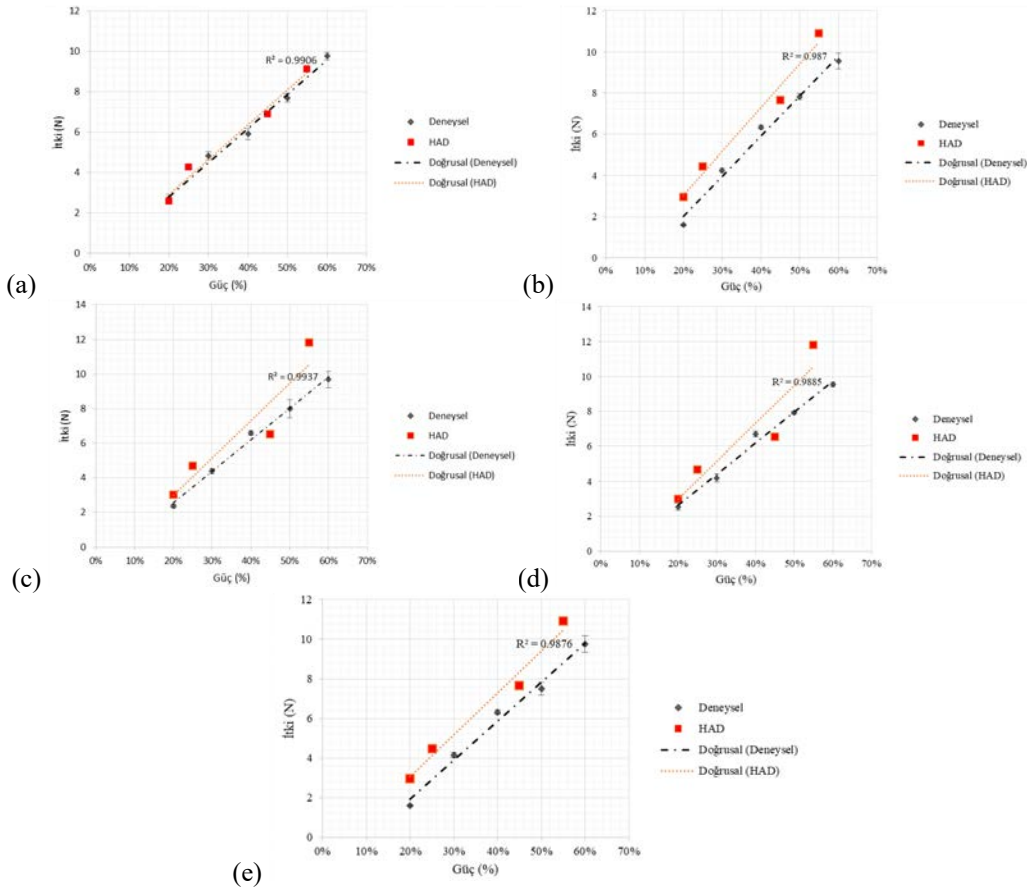 12
10
8
6
4
2
0
İtki (N)
R² = 0.9906
0% 10% 20% 30% 40% 50% 60% 70%
Güç (%)
Deneysel
HAD
Doğrusal (Deneysel)
Doğrusal (HAD)
(a)
12
10
8
6
4
2
0
İtki (N)
R² = 0.987
0% 10% 20% 30% 40% 50% 60% 70%
Güç (%)
Deneysel
HAD
Doğrusal (Deneysel)
Doğrusal (HAD)
(b)
14
12
10
8
6
4
2
0
İtki (N)
R² = 0.9937
0% 10% 20% 30% 40% 50% 60% 70%
Güç (%)
Deneysel
HAD
Doğrusal (Deneysel)
Doğrusal (HAD)
(c)
14
12
10
8
6
4
2
0
İtki (N)
R² = 0.9885
0% 10% 20% 30% 40% 50% 60% 70%
Güç (%)
Deneysel
HAD
Doğrusal (Deneysel)
Doğrusal (HAD)
(d)
12
10
8
6
4
2
0
İtki (N)
R² = 0.9876
0% 10% 20% 30% 40% 50% 60% 70%
Güç (%)
Deneysel
HAD
Doğrusal (Deneysel)
Doğrusal (HAD)
(e)